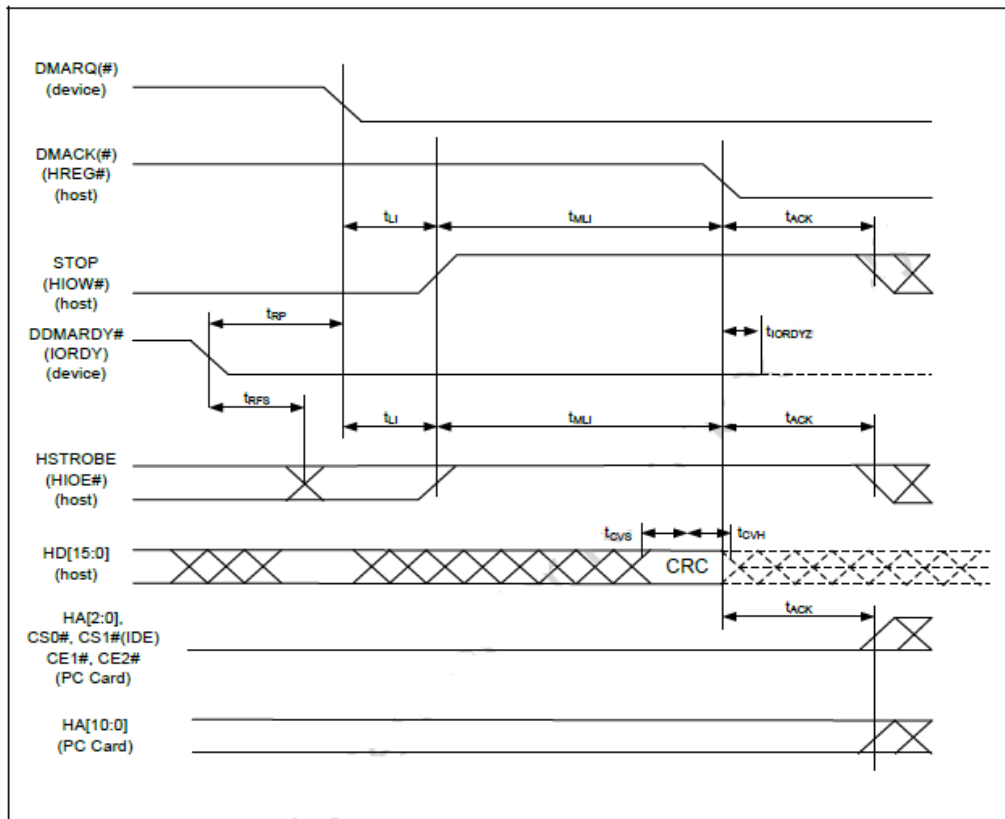 DMARQ(#)
(device)
DMACK(#)
(HREG#)
(host)
tLI
tMLI
tACK
STOP
(HIOW#)
(host)
tRP
DDMARDY#
(IORDY)
(device)
tIORDYZ
tRFS
tLI
tMLI
tACK
HSTROBE
(HIOE#)
(host)
tCVS
tCVH
HD[15:0]
(host)
CRC
tACK
HA[2:0],
CS0#, CS1#(IDE)
CE1#, CE2#
(PC Card)
HA[10:0]
(PC Card)